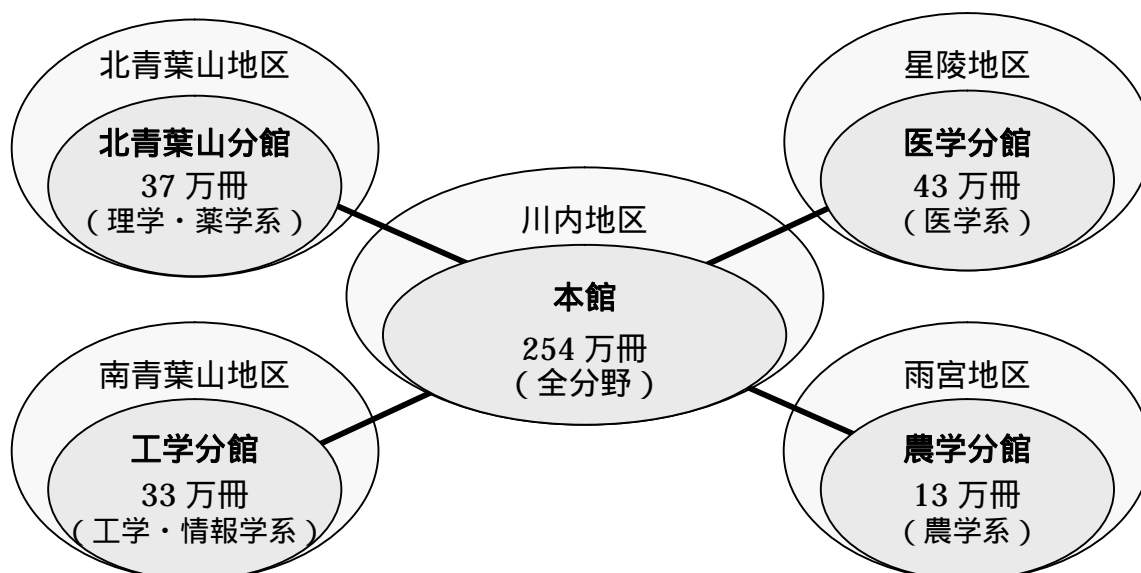 北青葉山地区
北青葉山分館
37 万冊
（理学・薬学系）
星陵地区
医学分館
43 万冊
（医学系）
川内地区
本館
254 万冊
（全分野）
南青葉山地区
工学分館
33 万冊
（工学・情報学系）
雨宮地区
農学分館
13 万冊
（農学系）